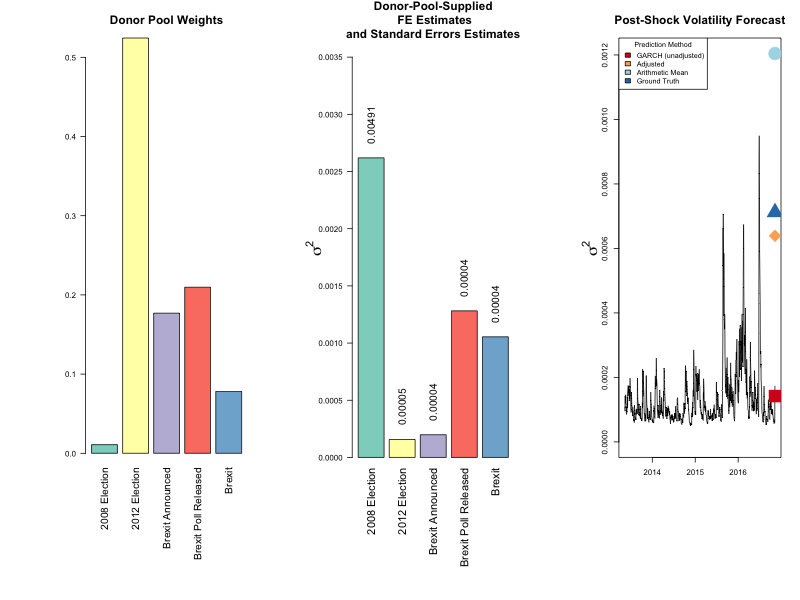 Donor Pool Weights
0.5
0.4
0.3
0.2
0.1
0.0
2008 Election
2012 Election
Brexit Announced
Brexit Poll Released
Brexit
Donor-Pool-Supplied
FE Estimates
and Standard Errors Estimates
σ²
0.0035
0.0030
0.0025
0.0020
0.0015
0.0010
0.0005
0.0000
0.00491
0.00005
0.00004
0.00004
0.00004
2008 Election
2012 Election
Brexit Announced
Brexit Poll Released
Brexit
Post-Shock Volatility Forecast
σ²
0.0012
0.0010
0.0008
0.0006
0.0004
0.0002
0.0000
Prediction Method
GARCH (unadjusted)
Adjusted
Arithmetic Mean
Ground Truth
2014
2015
2016